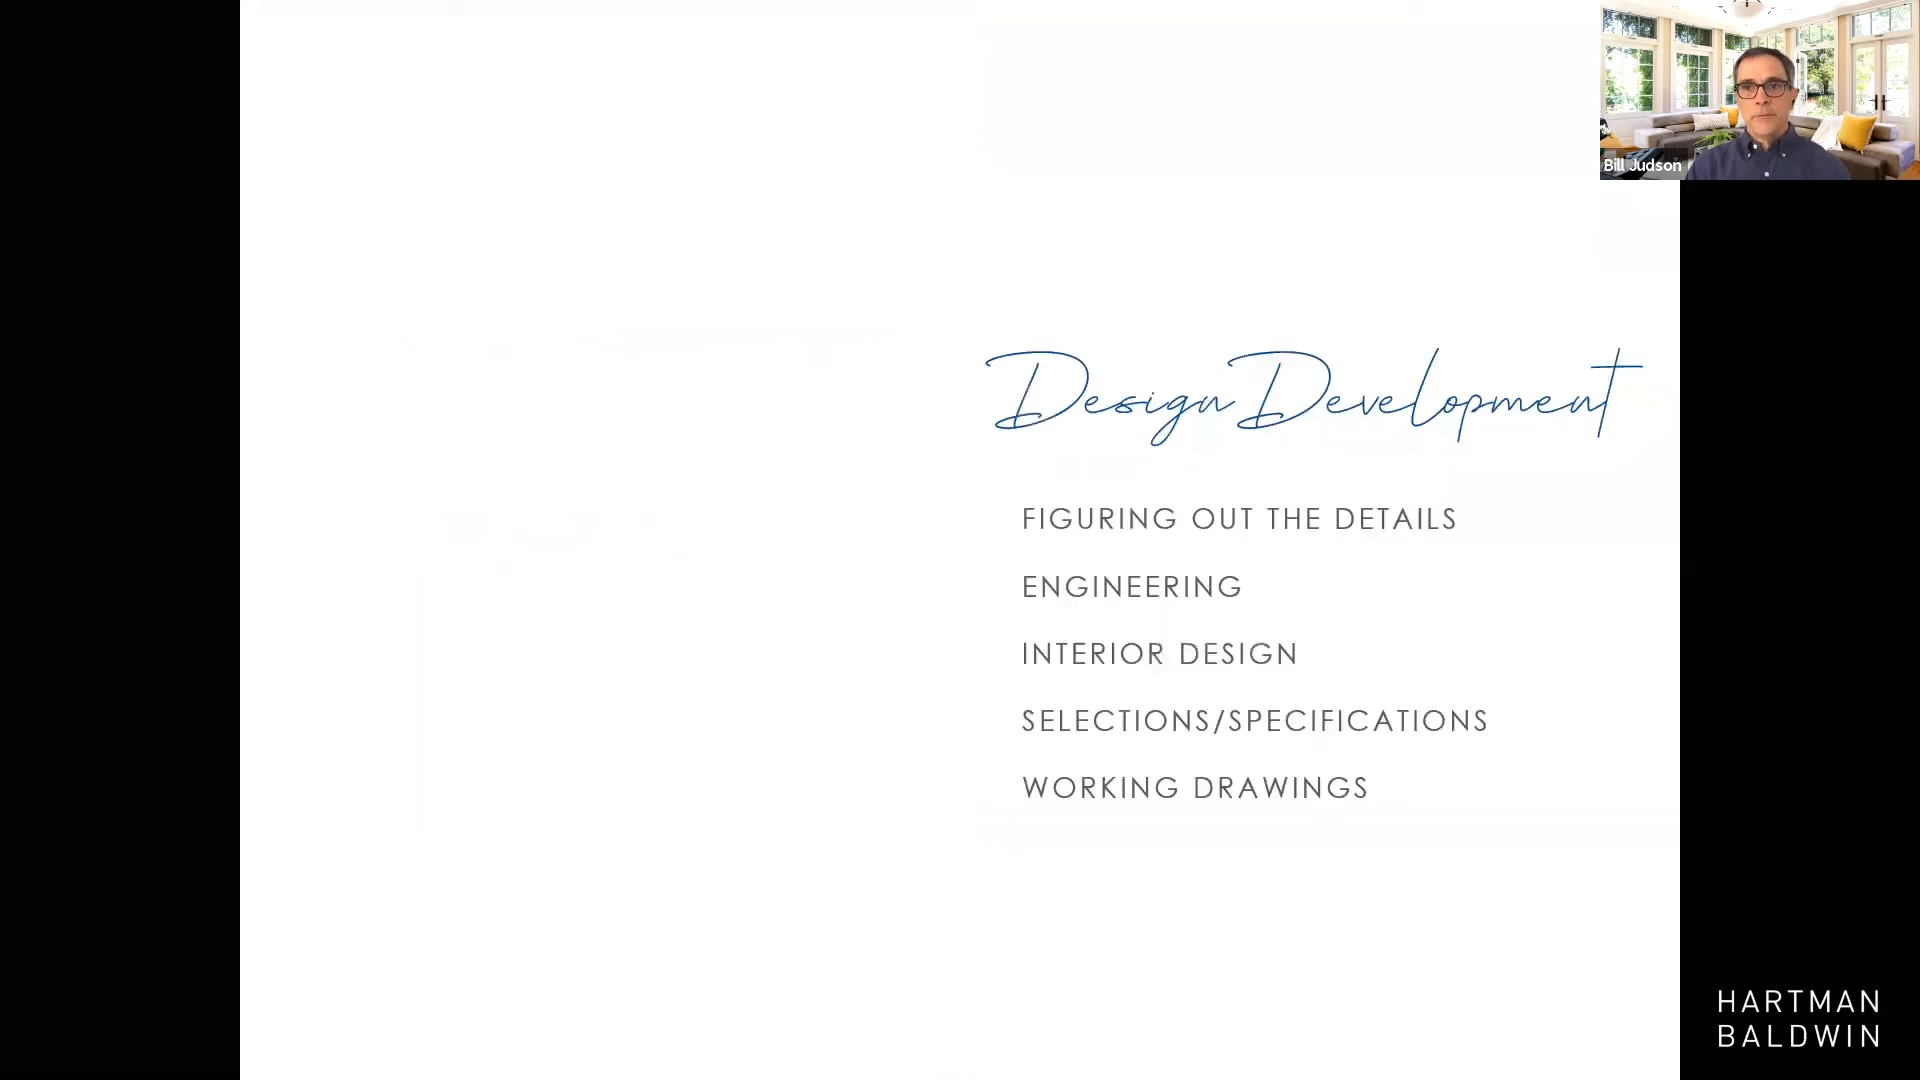 Bill Judson
Design Development
FIGURING OUT THE DETAILS
ENGINEERING
INTERIOR DESIGN
SELECTIONS/SPECIFICATIONS
WORKING DRAWINGS
HARTMAN
BALDWIN